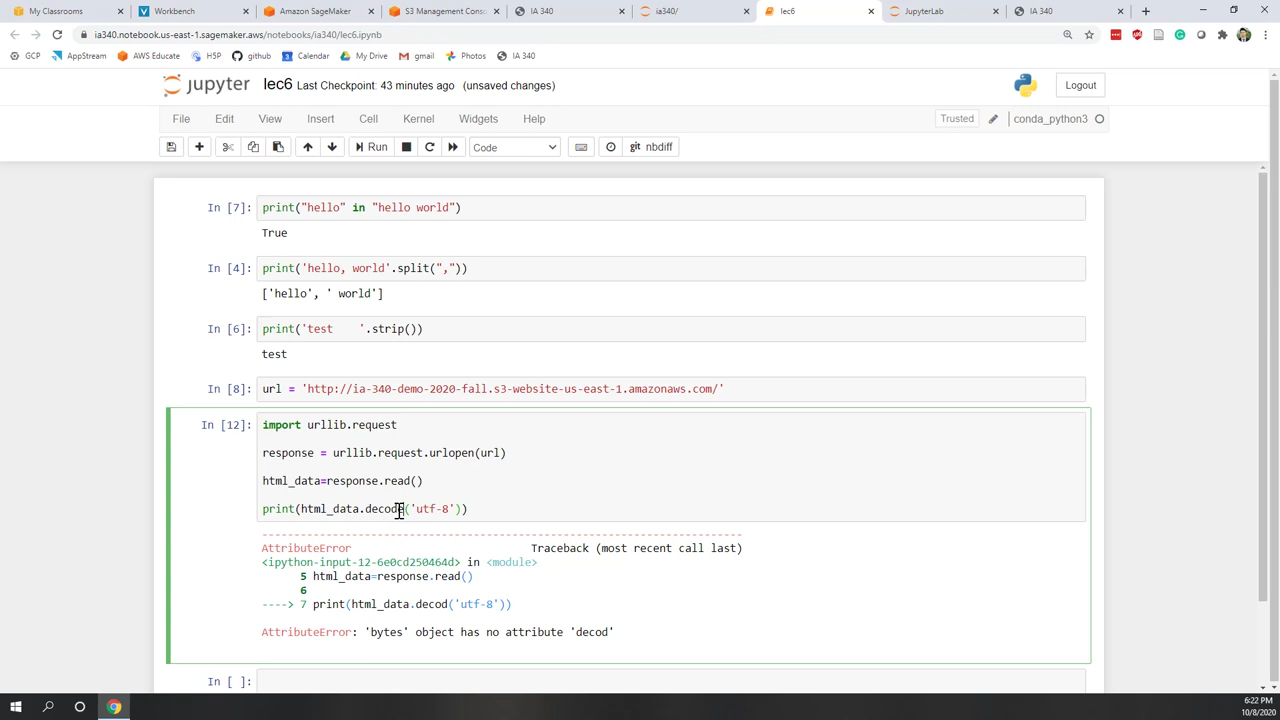 My Classrooms
Workbench
Amazon SageMaker
S3 Management Conso
IA 340
ia340/
lec6
JupyterLab
IA 340
ia340.notebook.us-east-1.sagemaker.aws/notebooks/ia340/lec6.ipynb
GCP
AppStream
AWS Educate
H5P
github
Calendar
My Drive
gmail
Photos
IA 340
jupyter lec6 Last Checkpoint: 43 minutes ago (unsaved changes)
Logout
File Edit View Insert Cell Kernel Widgets Help
Trusted conda_python3
Run
Code
git nbdiff
In [7]: print("hello" in "hello world")
True
In [4]: print('hello, world'.split(","))
['hello', ' world']
In [6]: print('test    '.strip())
test
In [8]: url = 'http://ia-340-demo-2020-fall.s3-website-us-east-1.amazonaws.com/'
In [12]: import urllib.request
response = urllib.request.urlopen(url)
html_data=response.read()
print(html_data.decode('utf-8'))
---------------------------------------------------------------------------
AttributeError Traceback (most recent call last)
<ipython-input-12-6e0cd250464d> in <module>
5 html_data=response.read()
6
----> 7 print(html_data.decod('utf-8'))
AttributeError: 'bytes' object has no attribute 'decod'
In [ ]:
6:22 PM
10/8/2020